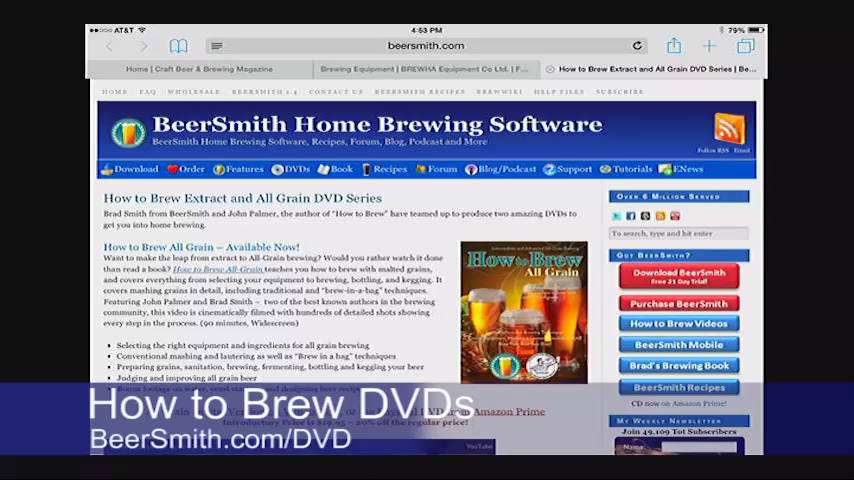 AT&T
4:53 PM
79%
beersmith.com
Home | Craft Beer & Brewing Magazine
Brewing Equipment | BREWHA Equipment Co Ltd. | F...
How to Brew Extract and All Grain DVD Series | Be...
HOME FAQ WHOLESALE BEERSMITH 2.4 CONTACT US BEERSMITH RECIPES BREWWIKI HELP FILES SUBSCRIBE
BeerSmith Home Brewing Software
BeerSmith Home Brewing Software, Recipes, Forum, Blog, Podcast and More
Follow RSS Email
Download Order Features DVDs Book Recipes Forum Blog/Podcast Support Tutorials ENews
How to Brew Extract and All Grain DVD Series
Brad Smith from BeerSmith and John Palmer, the author of "How to Brew" have teamed up to produce two amazing DVDs to
get you into home brewing.
How to Brew All Grain – Available Now!
Want to make the leap from extract to All-Grain brewing? Would you rather watch it done
than read a book? How to Brew All-Grain teaches you how to brew with malted grains,
and covers everything from selecting your equipment to brewing, bottling, and kegging. It
covers mashing grains in detail, including traditional and "brew-in-a-bag" techniques.
Featuring John Palmer and Brad Smith – two of the best known authors in the brewing
community, this video is cinematically filmed with hundreds of detailed shots showing
every step in the process. (90 minutes, Widescreen)
• Selecting the right equipment and ingredients for all grain brewing
• Conventional mashing and lautering as well as "Brew in a bag" techniques
• Preparing grains, sanitation, brewing, fermenting, bottling and kegging your beer
• Judging and improving all grain beer
How to Brew
All Grain
Over 6 Million Served
To search, type and hit enter
Got BeerSmith?
Download BeerSmith
Free 21 Day Trial!
Purchase BeerSmith
How to Brew Videos
BeerSmith Mobile
Brad's Brewing Book
BeerSmith Recipes
CD now on Amazon Prime!
My Weekly Newsletter
Join 49,109 Tot Subscribers
Name:
How to Brew DVDs
BeerSmith.com/DVD
DVD from Amazon Prime
Introductory Price is $19.95 – 20% off the regular price!
YouTube